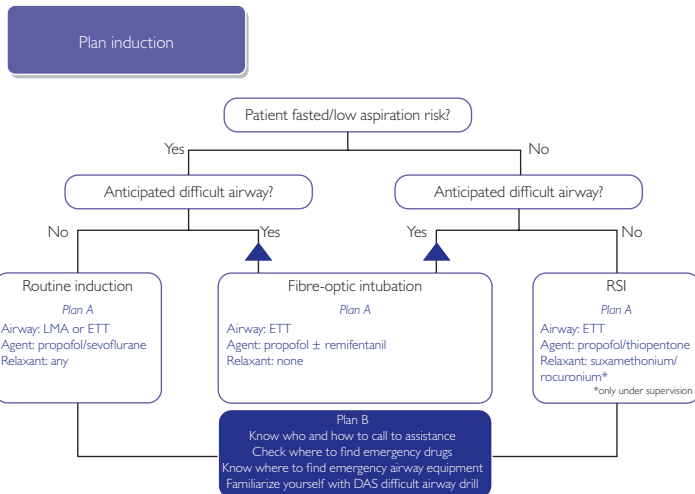 Plan induction
Patient fasted/low aspiration risk?
Yes
No
Anticipated difficult airway?
Anticipated difficult airway?
No
Yes
Yes
No
Routine induction
Plan A
Airway: LMA or ETT
Agent: propofol/sevoflurane
Relaxant: any
Fibre-optic intubation
Plan A
Airway: ETT
Agent: propofol ± remifentanil
Relaxant: none
RSI
Plan A
Airway: ETT
Agent: propofol/thiopentone
Relaxant: suxamethonium/
rocuronium*
*only under supervision
Plan B
Know who and how to call to assistance
Check where to find emergency drugs
Know where to find emergency airway equipment
Familiarize yourself with DAS difficult airway drill